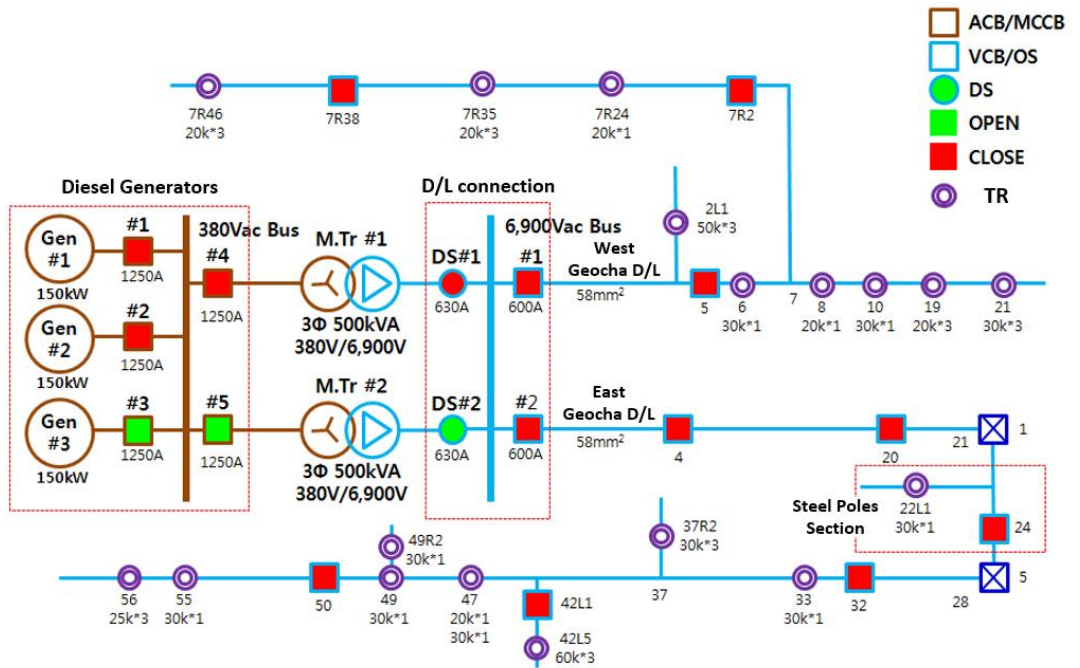 ACB/MCCB
VCB/OS
DS
OPEN
CLOSE
TR
7R46
20k*3
7R38
7R35
20k*3
7R24
20k*1
7R2
Diesel Generators
D/L connection
Gen
#1
150kW
#1
1250A
Gen
#2
150kW
#2
1250A
Gen
#3
150kW
#3
1250A
380Vac Bus
#4
1250A
#5
1250A
M.Tr #1
3Φ 500kVA
380V/6,900V
M.Tr #2
3Φ 500kVA
380V/6,900V
DS#1
630A
DS#2
630A
6,900Vac Bus
#1
600A
#2
600A
West
Geocha D/L
58mm²
2L1
50k*3
5
6
30k*1
7
8
20k*1
10
30k*1
19
20k*3
21
30k*3
East
Geocha D/L
58mm²
4
20
21
1
Steel Poles
Section
22L1
30k*1
24
28
5
56
25k*3
55
30k*1
50
49R2
30k*1
49
30k*1
47
20k*1
30k*1
42L1
42L5
60k*3
37R2
30k*3
37
33
30k*1
32